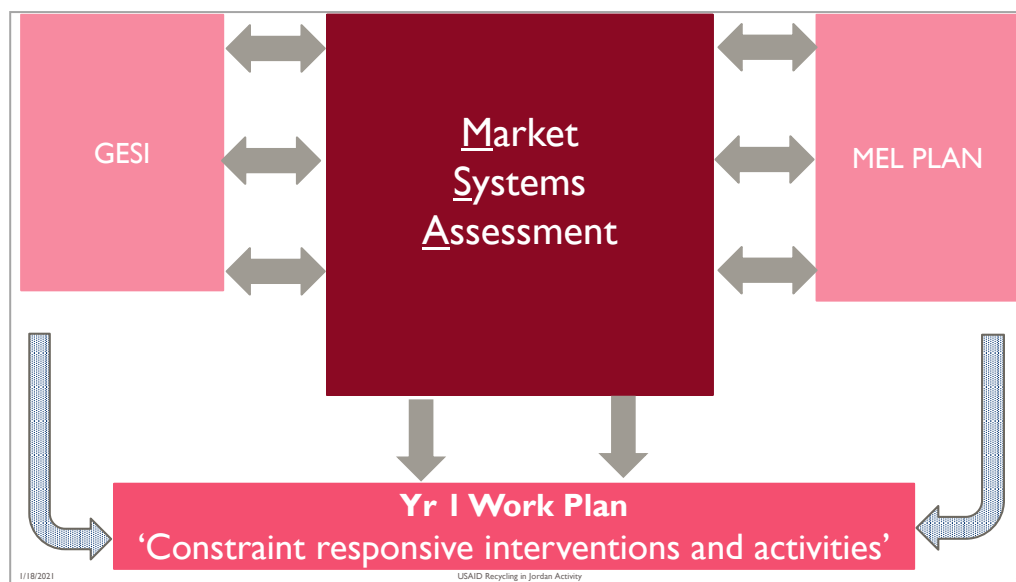 GESI
Market
Systems
Assessment
MEL PLAN
Yr 1 Work Plan
‘Constraint responsive interventions and activities’
1/18/2021
USAID Recycling in Jordan Activity